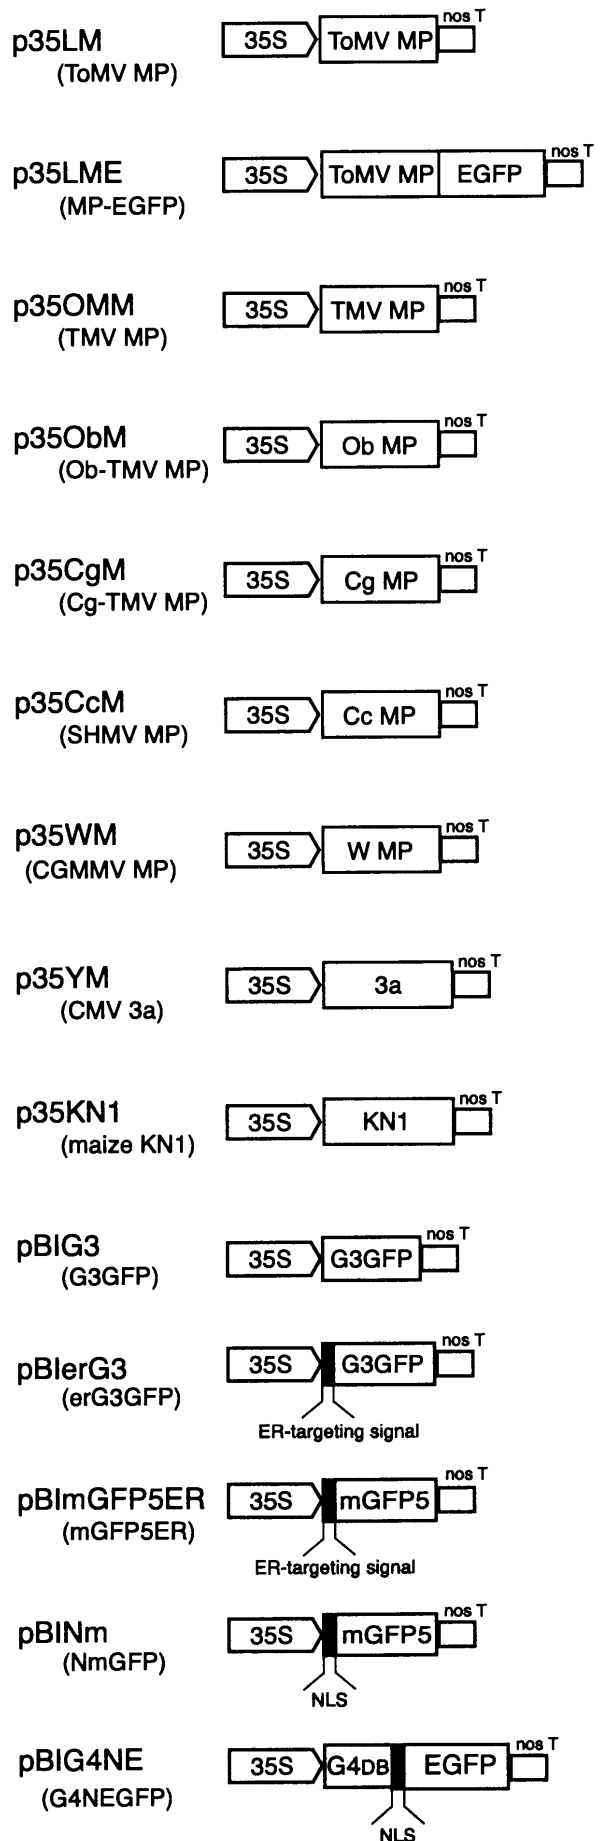 nos T
p35LM 35S ToMV MP
(ToMV MP)
nos T
p35LME 35S ToMV MP EGFP
(MP-EGFP)
nos T
p35OMM 35S TMV MP
(TMV MP)
nos T
p35ObM 35S Ob MP
(Ob-TMV MP)
nos T
p35CgM 35S Cg MP
(Cg-TMV MP)
nos T
p35CcM 35S Cc MP
(SHMV MP)
nos T
p35WM 35S W MP
(CGMMV MP)
nos T
p35YM 35S 3a
(CMV 3a)
nos T
p35KN1 35S KN1
(maize KN1)
nos T
pBIG3 35S G3GFP
(G3GFP)
nos T
pBIerG3 35S G3GFP
(erG3GFP)
ER-targeting signal
nos T
pBImGFP5ER 35S mGFP5
(mGFP5ER)
ER-targeting signal
nos T
pBINm 35S mGFP5
(NmGFP)
NLS
nos T
pBIG4NE 35S G4DB EGFP
(G4NEGFP)
NLS